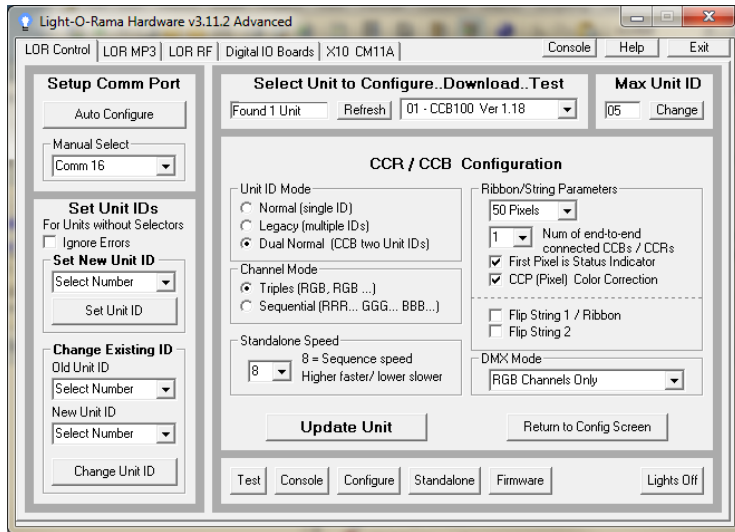 Light-O-Rama Hardware v3.11.2 Advanced
LOR Control
LOR MP3
LOR RF
Digital IO Boards
X10 CM11A
Console
Help
Exit
Setup Comm Port
Auto Configure
Manual Select
Comm 16
Set Unit IDs
For Units without Selectors
Ignore Errors
Set New Unit ID
Select Number
Set Unit ID
Change Existing ID
Old Unit ID
Select Number
New Unit ID
Select Number
Change Unit ID
Select Unit to Configure..Download..Test
Found 1 Unit
Refresh
01 - CCB100 Ver 1.18
Max Unit ID
05
Change
CCR / CCB Configuration
Unit ID Mode
Normal (single ID)
Legacy (multiple IDs)
Dual Normal (CCB two Unit IDs)
Channel Mode
Triples (RGB, RGB ...)
Sequential (RRR... GGG... BBB...)
Standalone Speed
8
8 = Sequence speed
Higher faster/ lower slower
Ribbon/String Parameters
50 Pixels
1
Num of end-to-end
connected CCBs / CCRs
First Pixel is Status Indicator
CCP (Pixel) Color Correction
Flip String 1 / Ribbon
Flip String 2
DMX Mode
RGB Channels Only
Update Unit
Return to Config Screen
Test
Console
Configure
Standalone
Firmware
Lights Off